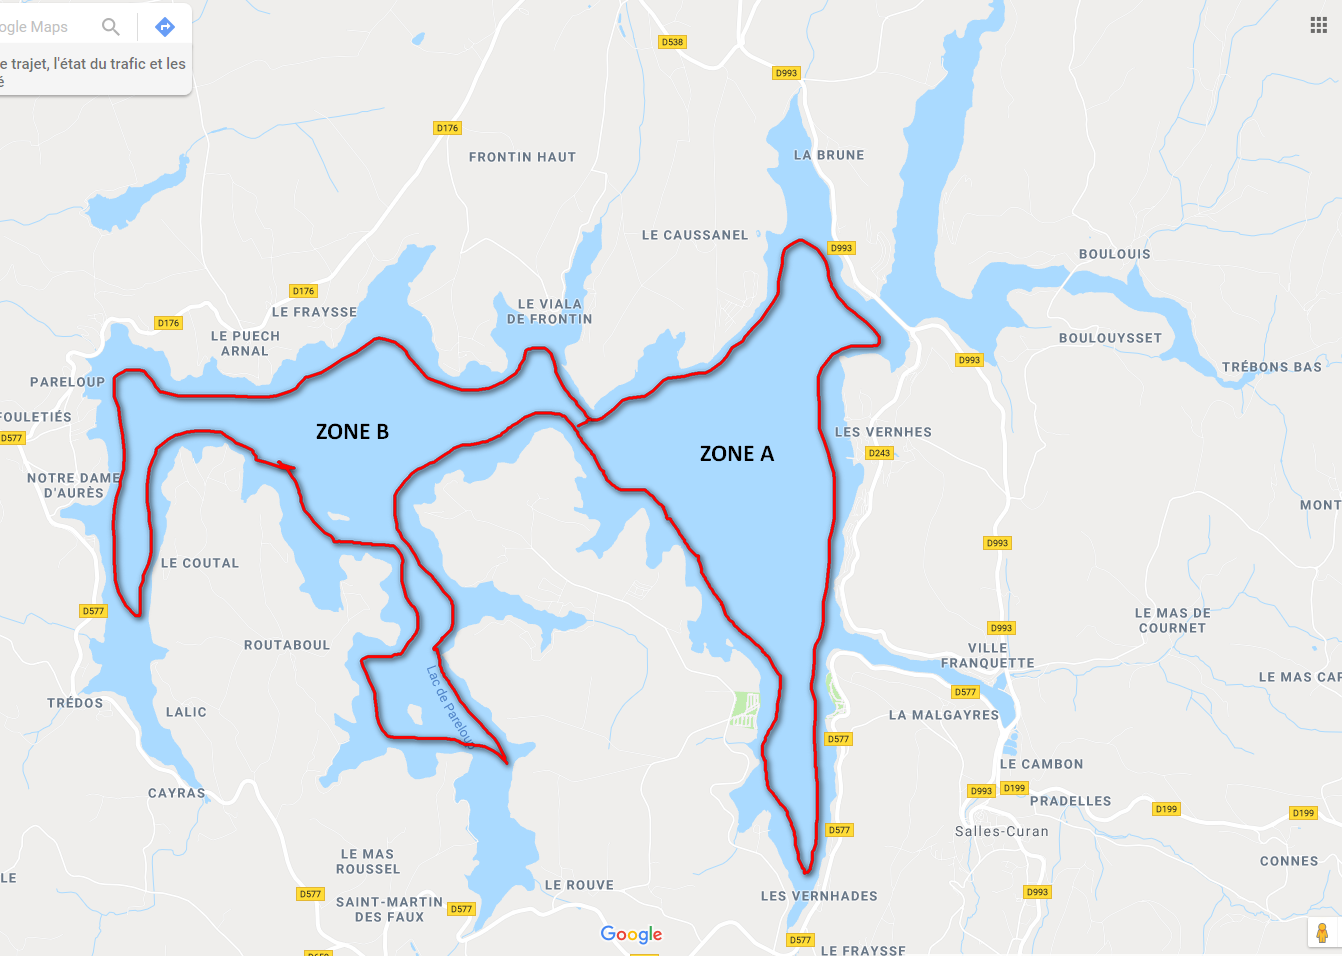 ogle Maps
e trajet, l'état du trafic et les
é
D538
D993
D176
FRONTIN HAUT
LA BRUNE
LE CAUSSANEL
D993
BOULOUIS
D176
LE FRAYSSE
LE VIALA
DE FRONTIN
D176
LE PUECH
ARNAL
BOULOUYSSET
D993
TRÉBONS BAS
PARELOUP
FOULETIÉS
D577
ZONE B
ZONE A
LES VERNHES
D243
NOTRE DAME
D'AURÈS
MONT
D993
LE COUTAL
D577
LE MAS DE
COURNET
D993
ROUTABOUL
VILLE
FRANQUETTE
Lac de Pareloup
LE MAS CAP
D577
TRÉDOS
LALIC
LA MALGAYRES
D577
LE CAMBON
CAYRAS
D993
D199
PRADELLES
D199
D199
D577
Salles-Curan
LE MAS
ROUSSEL
CONNES
LE
LE ROUVE
D577
SAINT-MARTIN
DES FAUX
D577
LES VERNHADES
D993
Google
D577
LE FRAYSSE